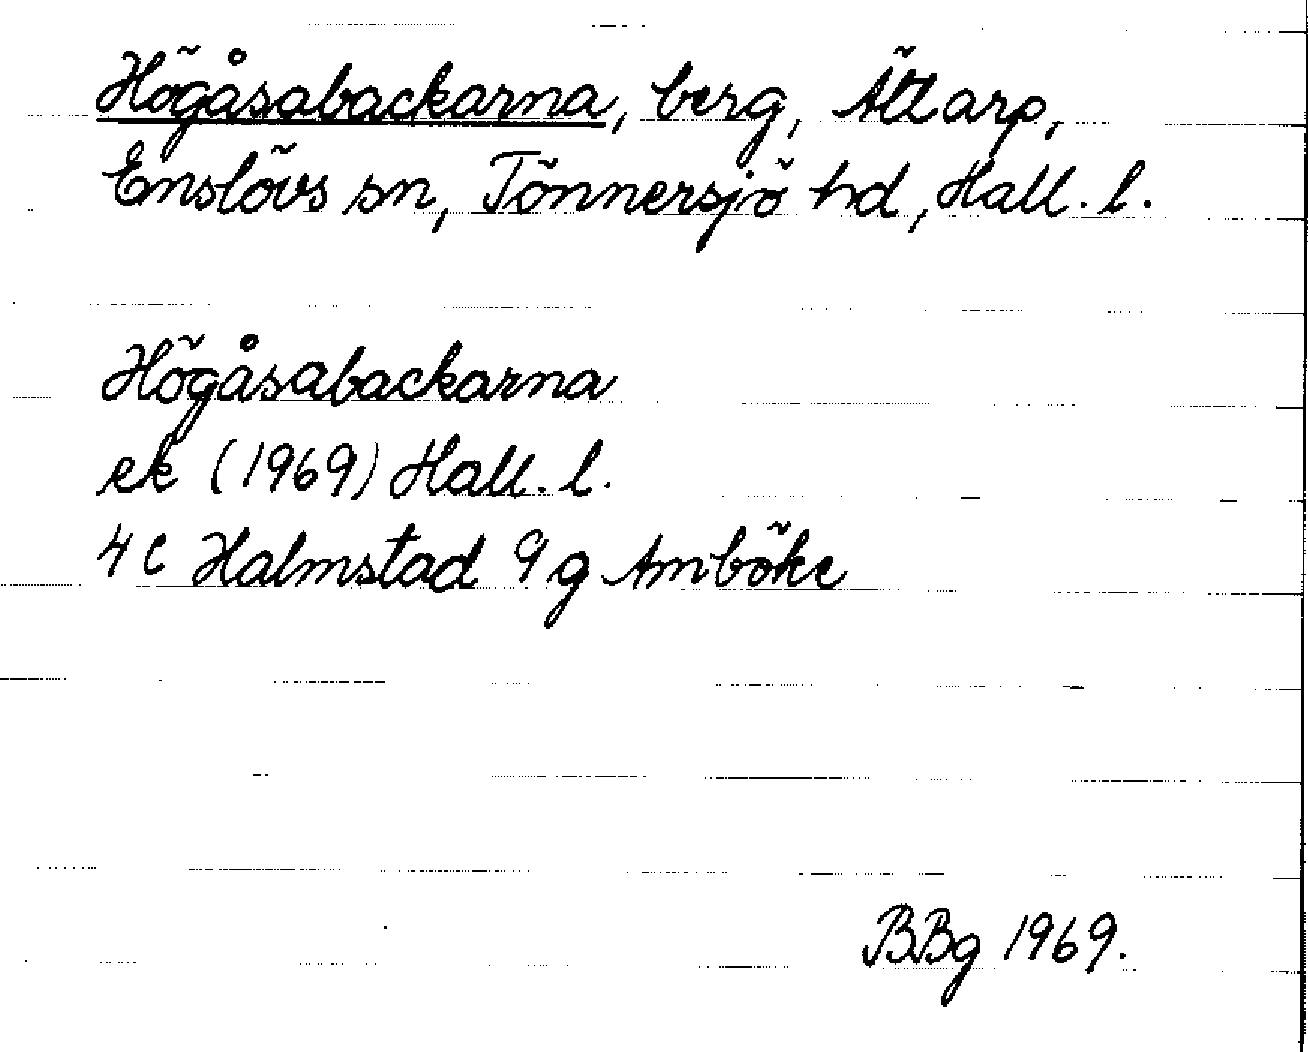 Högåsabackarna, berg, Ättarp,
Enslövs sn, Tönnersjö hd, Hall. l.
Högåsabackarna
ek (1969) Hall. l.
4C Halmstad 9 g Amböke
BBg 1969.